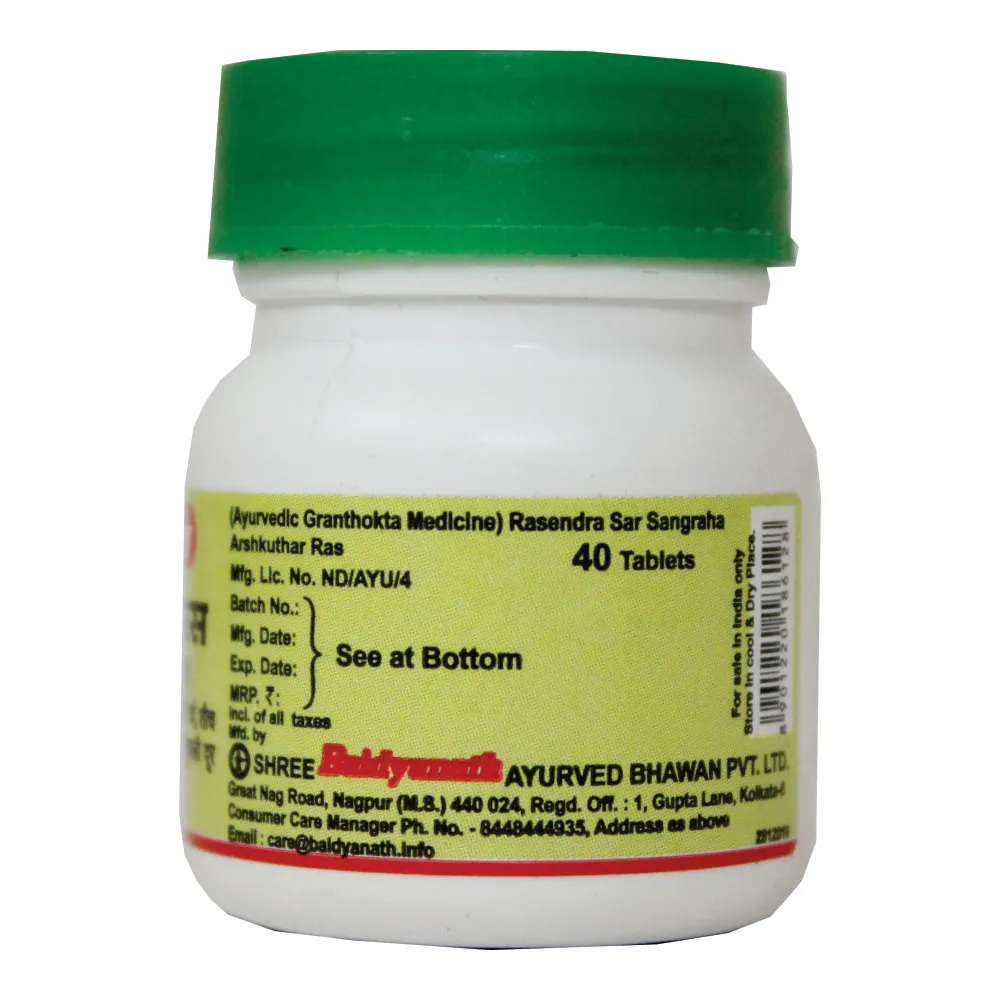 (Ayurvedic Granthokta Medicine) Rasendra Sar Sangraha
Arshkuthar Ras
40 Tablets
Mfg. Lic. No. ND/AYU/4
Batch No.:
Mfg. Date:
Exp. Date:
MRP. ₹:
See at Bottom
Incl. of all taxes
Mfd. by
SHREE Baidyanath AYURVED BHAWAN PVT. LTD.
Great Nag Road, Nagpur (M.S.) 440 024, Regd. Off. : 1, Gupta Lane, Kolkata-6
Consumer Care Manager Ph. No. - 8448444935, Address as above
Email : care@baidyanath.info
For sale in India only
Store in cool & Dry Place.
8901220186128